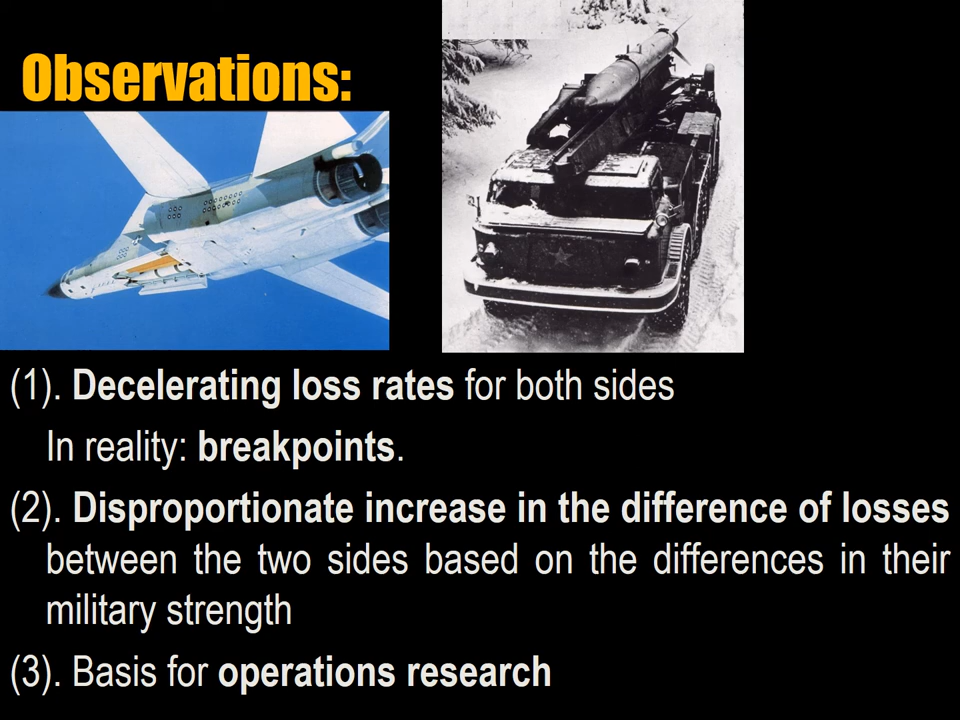 Observations:
(1). Decelerating loss rates for both sides
In reality: breakpoints.
(2). Disproportionate increase in the difference of losses
between the two sides based on the differences in their
military strength
(3). Basis for operations research